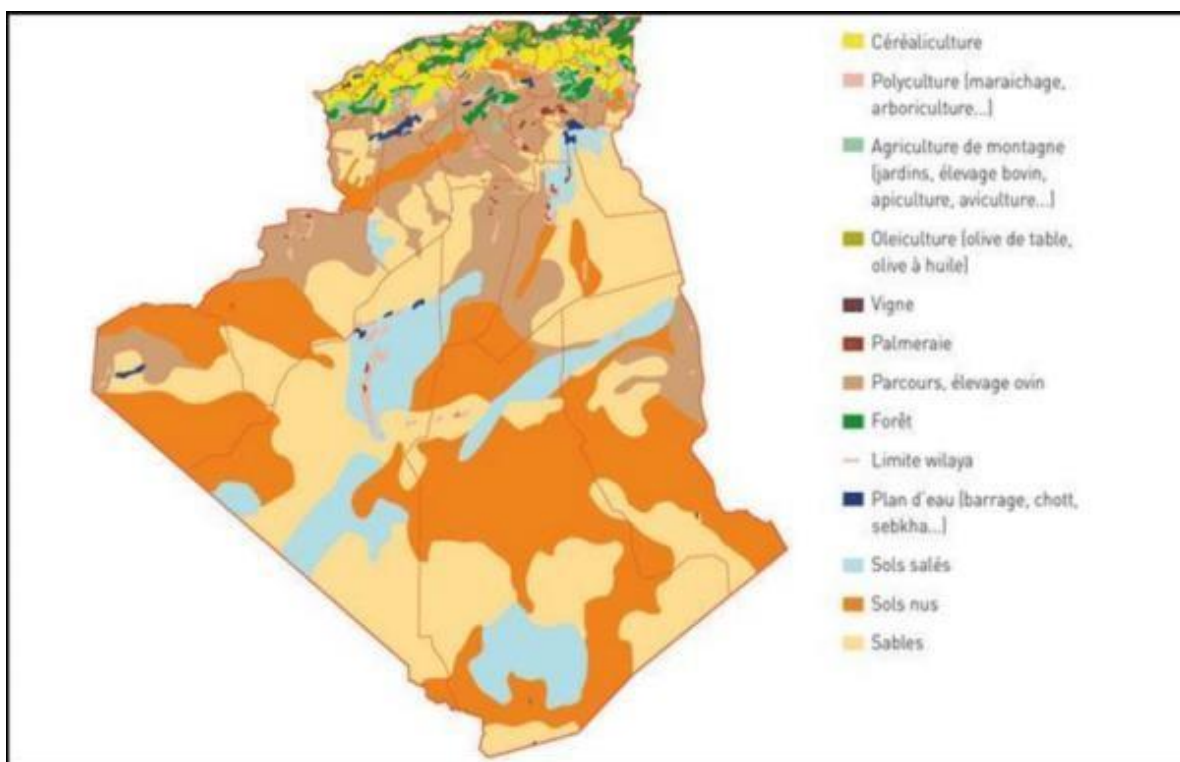 Céréaliculture
Polyculture (maraichage,
arboriculture...)
Agriculture de montagne
(jardins, élevage bovin,
apiculture, aviculture...)
Oleiculture (olive de table,
olive à huile)
Vigne
Palmeraie
Parcours, élevage ovin
Forêt
Limite wilaya
Plan d'eau (barrage, chott,
sebkha...)
Sols salés
Sols nus
Sables